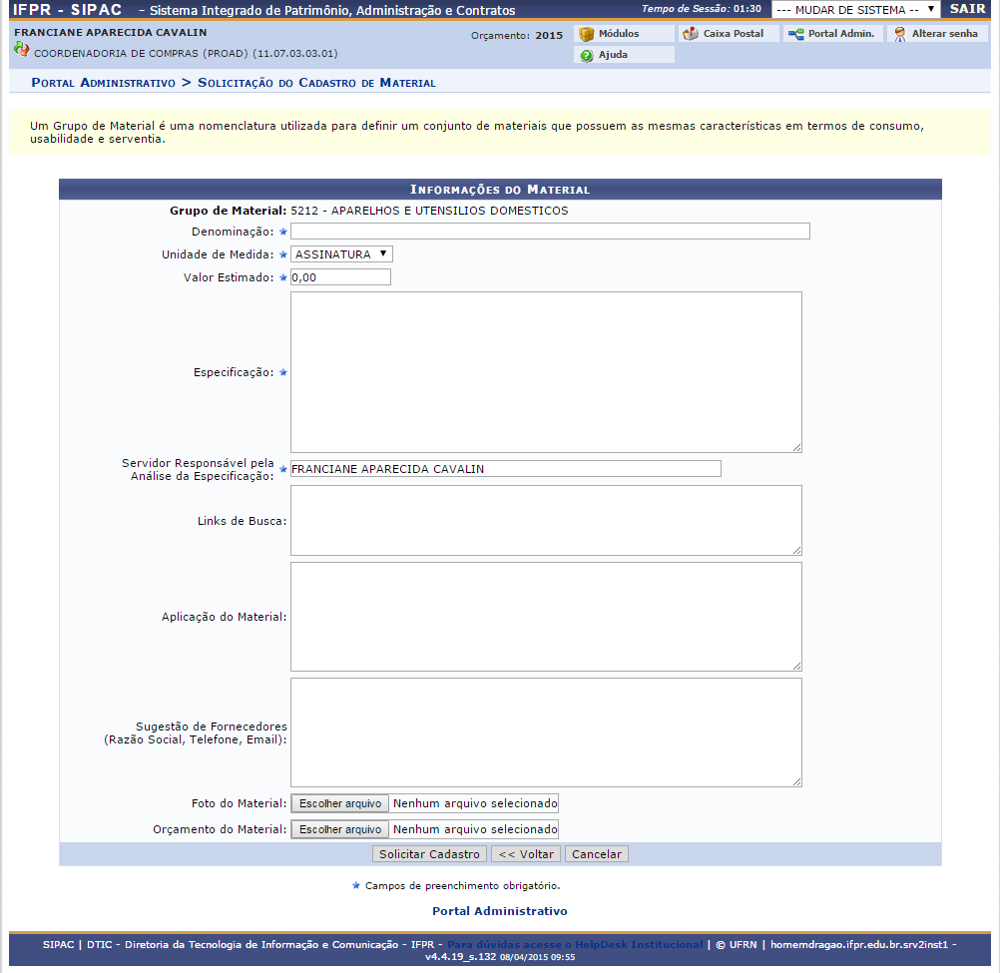 IFPR - SIPAC - Sistema Integrado de Patrimônio, Administração e Contratos Tempo de Sessão: 01:30 --- MUDAR DE SISTEMA -- SAIR
FRANCIANE APARECIDA CAVALIN Orçamento: 2015 Módulos Caixa Postal Portal Admin. Alterar senha
COORDENADORIA DE COMPRAS (PROAD) (11.07.03.03.01) Ajuda
PORTAL ADMINISTRATIVO > SOLICITAÇÃO DO CADASTRO DE MATERIAL
Um Grupo de Material é uma nomenclatura utilizada para definir um conjunto de materiais que possuem as mesmas características em termos de consumo,
usabilidade e serventia.
INFORMAÇÕES DO MATERIAL
Grupo de Material: 5212 - APARELHOS E UTENSILIOS DOMESTICOS
Denominação:
Unidade de Medida: ASSINATURA
Valor Estimado: 0,00
Especificação:
Servidor Responsável pela
Análise da Especificação: FRANCIANE APARECIDA CAVALIN
Links de Busca:
Aplicação do Material:
Sugestão de Fornecedores
(Razão Social, Telefone, Email):
Foto do Material: Escolher arquivo Nenhum arquivo selecionado
Orçamento do Material: Escolher arquivo Nenhum arquivo selecionado
Solicitar Cadastro << Voltar Cancelar
Campos de preenchimento obrigatório.
Portal Administrativo
SIPAC | DTIC - Diretoria da Tecnologia de Informação e Comunicação - IFPR - Para dúvidas acesse o HelpDesk Institucional | © UFRN | homemdragao.ifpr.edu.br.srv2inst1 -
v4.4.19_s.132 08/04/2015 09:55